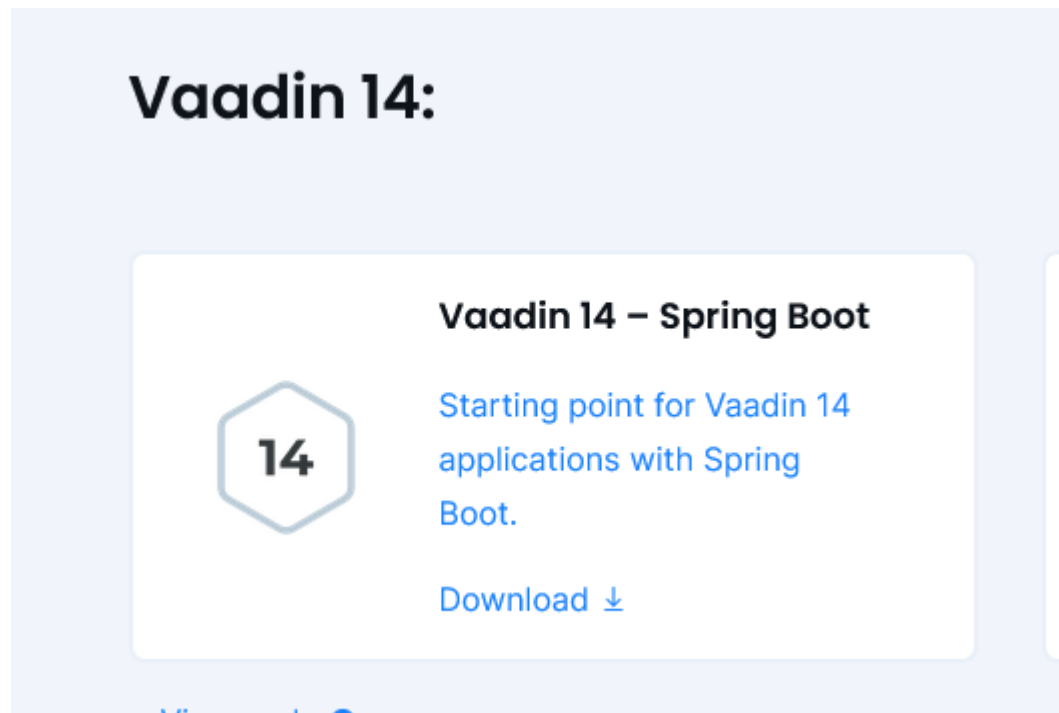 Vaadin 14:
Vaadin 14 – Spring Boot
14
Starting point for Vaadin 14
applications with Spring
Boot.
Download